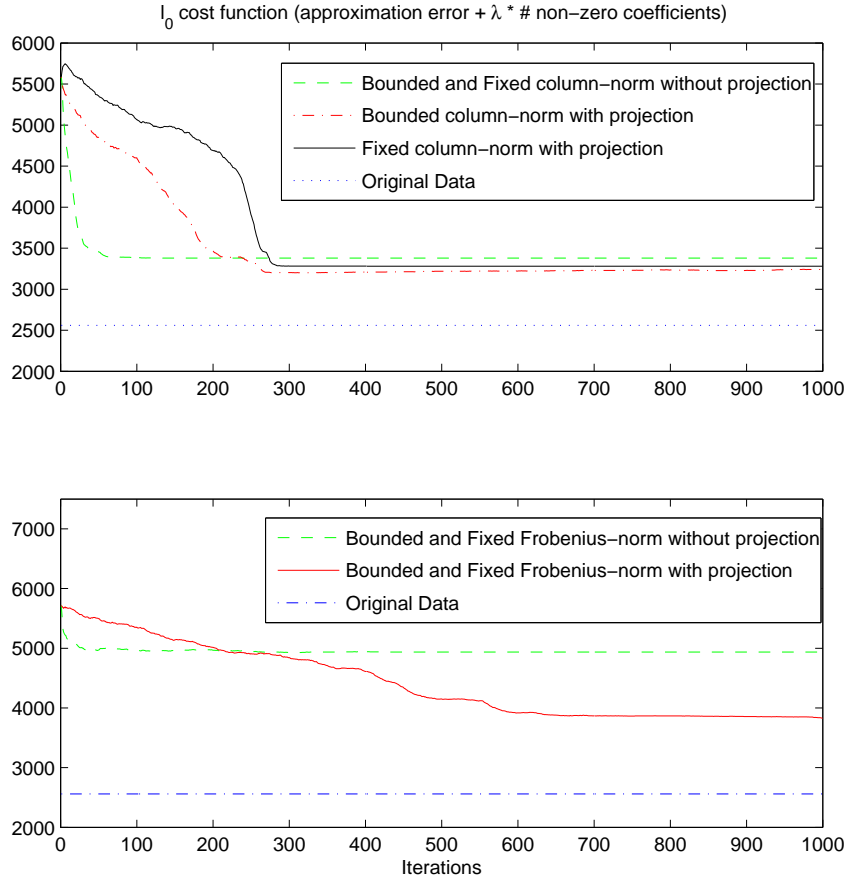 l0 cost function (approximation error + λ * # non−zero coefficients)
6000
5500
5000
4500
4000
3500
3000
2500
2000
Bounded and Fixed column−norm without projection
Bounded column−norm with projection
Fixed column−norm with projection
Original Data
0 100 200 300 400 500 600 700 800 900 1000
7000
6000
5000
4000
3000
2000
Bounded and Fixed Frobenius−norm without projection
Bounded and Fixed Frobenius−norm with projection
Original Data
0 100 200 300 400 500 600 700 800 900 1000
Iterations